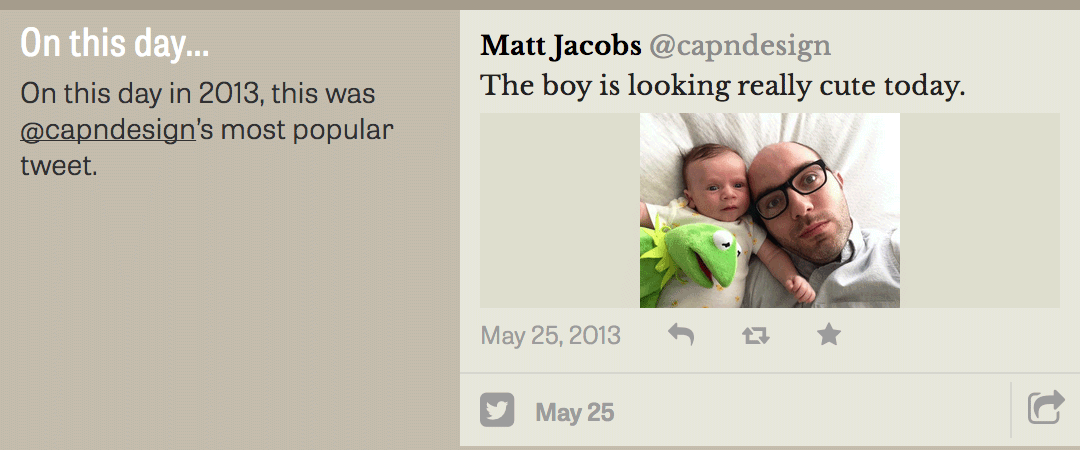 On this day...
On this day in 2013, this was
@capndesign's most popular
tweet.
Matt Jacobs @capndesign
The boy is looking really cute today.
May 25, 2013
May 25